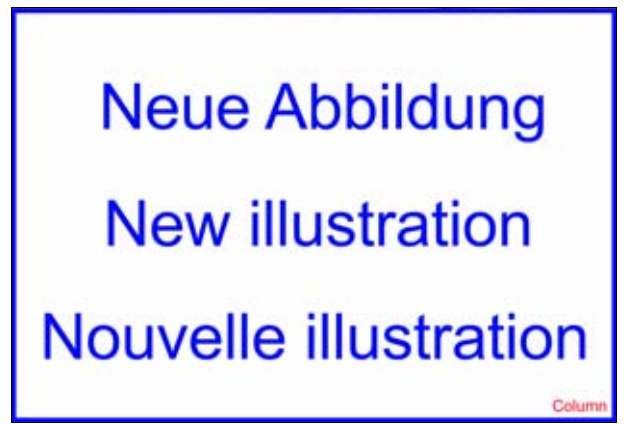 Neue Abbildung
New illustration
Nouvelle illustration
Column